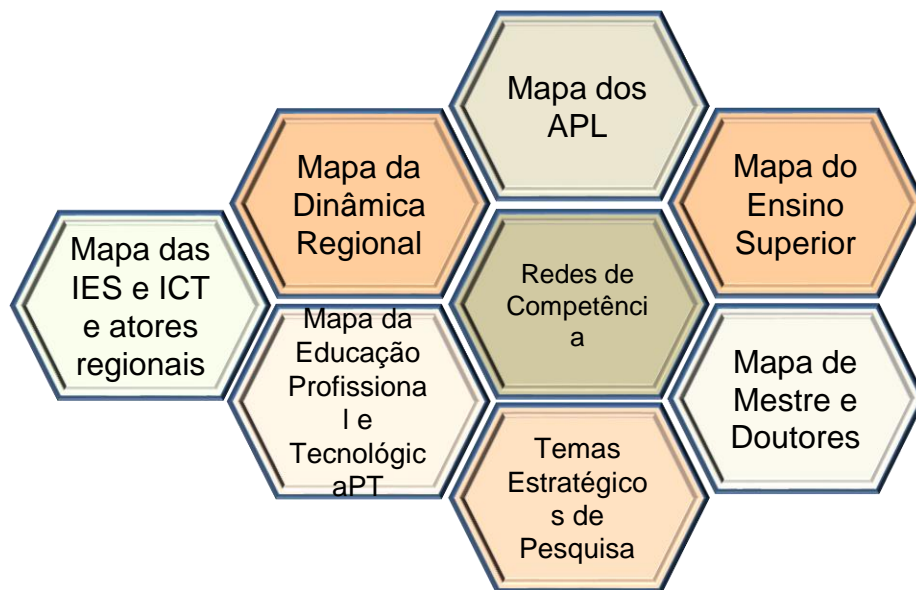 Mapa dos
APL
Mapa da
Dinâmica
Regional
Mapa do
Ensino
Superior
Mapa das
IES e ICT
e atores
regionais
Redes de
Competênci
a
Mapa da
Educação
Profissiona
l e
Tecnológic
aPT
Mapa de
Mestre e
Doutores
Temas
Estratégico
s de
Pesquisa